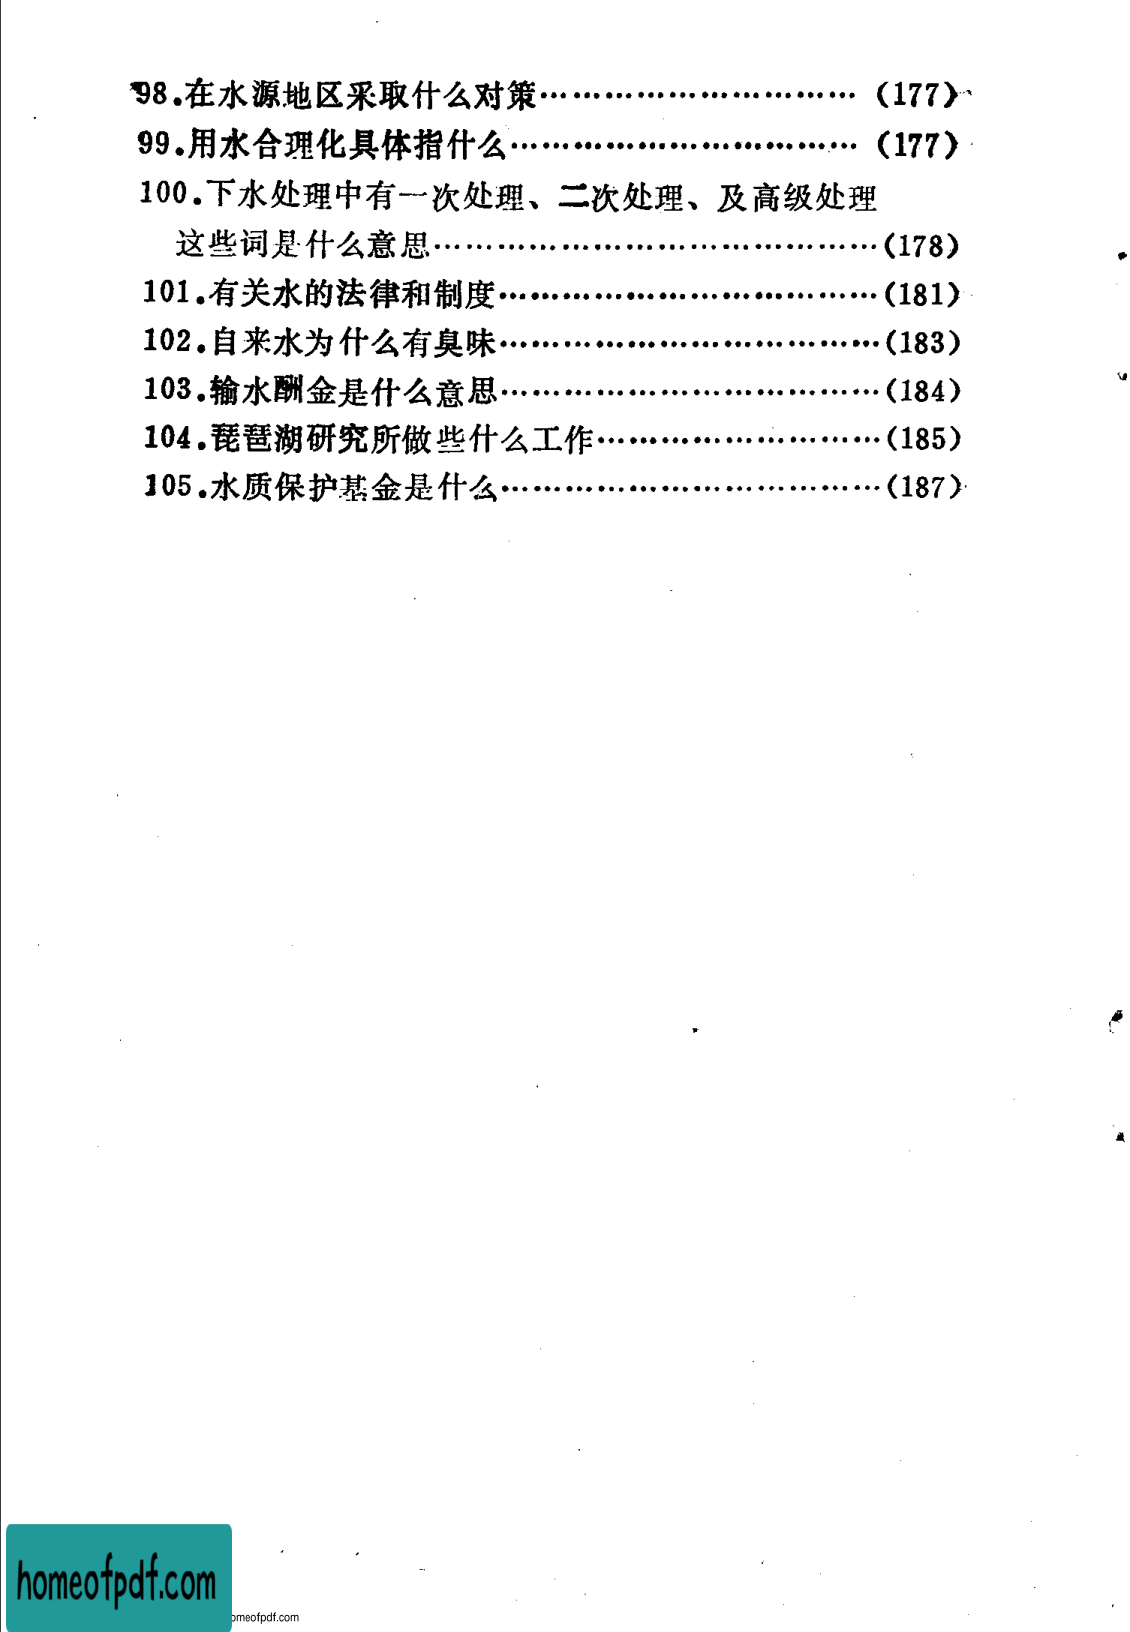 98.在水源地区采取什么对策…………………………(177)
99.用水合理化具体指什么……………………………(177)
100.下水处理中有一次处理、二次处理、及高级处理
这些词是什么意思……………………………………(178)
101.有关水的法律和制度………………………………(181)
102.自来水为什么有臭味………………………………(183)
103.输水酬金是什么意思………………………………(184)
104.琵琶湖研究所做些什么工作………………………(185)
105.水质保护基金是什么………………………………(187)
homeofpdf.com
omeofpdf.com